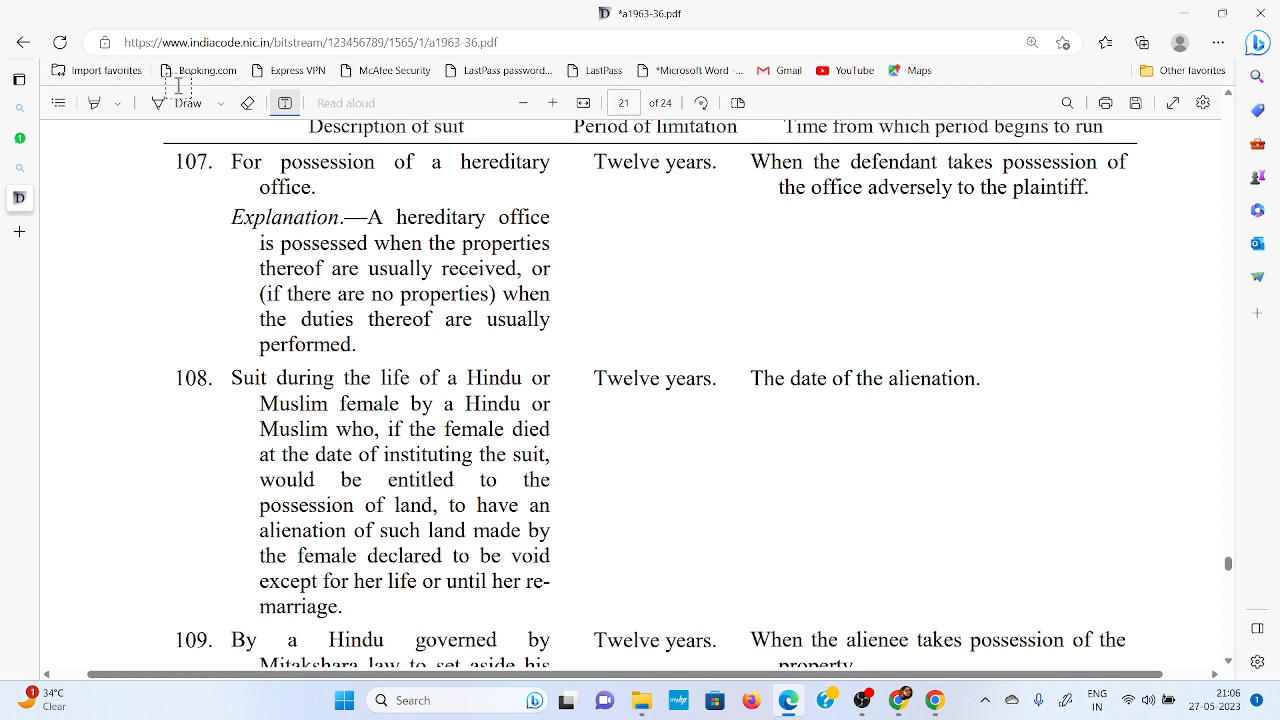 *a1963-36.pdf
https://www.indiacode.nic.in/bitstream/123456789/1565/1/a1963-36.pdf
Import favorites Booking.com Express VPN McAfee Security LastPass password... LastPass *Microsoft Word -... Gmail YouTube Maps Other favorites
Draw Read aloud 21 of 24
Description of suit Period of limitation Time from which period begins to run
107. For possession of a hereditary Twelve years. When the defendant takes possession of
office. the office adversely to the plaintiff.
Explanation.—A hereditary office
is possessed when the properties
thereof are usually received, or
(if there are no properties) when
the duties thereof are usually
performed.
108. Suit during the life of a Hindu or Twelve years. The date of the alienation.
Muslim female by a Hindu or
Muslim who, if the female died
at the date of instituting the suit,
would be entitled to the
possession of land, to have an
alienation of such land made by
the female declared to be void
except for her life or until her re-
marriage.
109. By a Hindu governed by Twelve years. When the alienee takes possession of the
Mitakshara law to set aside his property.
1 34°C
Clear
Search
ENG
IN
21:06
27-05-2023
1